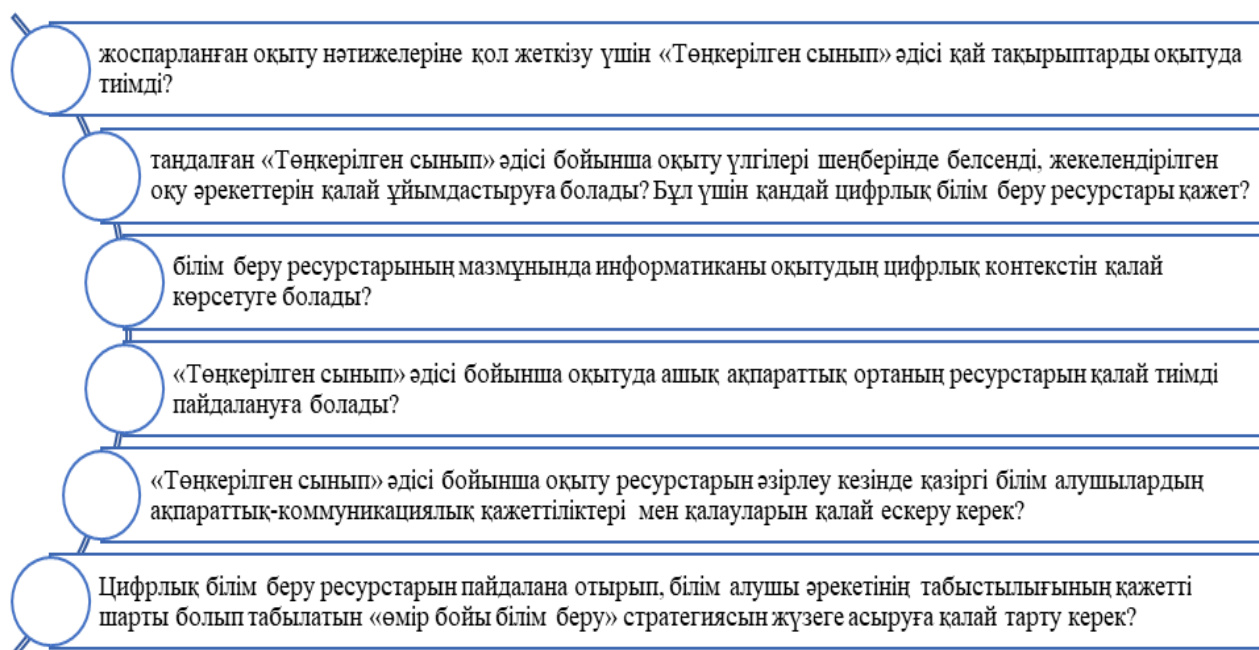 жоспарланған оқыту нәтижелеріне қол жеткізу үшін «Төңкерілген сынып» әдісі қай тақырыптарды оқытуда
тиімді?
таңдалған «Төңкерілген сынып» әдісі бойынша оқыту үлгілері шеңберінде белсенді, жекелендірілген
оқу әрекеттерін қалай ұйымдастыруға болады? Бұл үшін қандай цифрлық білім беру ресурстары қажет?
білім беру ресурстарының мазмұнында информатиканы оқытудың цифрлық контекстін қалай
көрсетуге болады?
«Төңкерілген сынып» әдісі бойынша оқытуда ашық ақпараттық ортаның ресурстарын қалай тиімді
пайдалануға болады?
«Төңкерілген сынып» әдісі бойынша оқыту ресурстарын әзірлеу кезінде қазіргі білім алушылардың
ақпараттық-коммуникациялық қажеттіліктері мен қалауларын қалай ескеру керек?
Цифрлық білім беру ресурстарын пайдалана отырып, білім алушы әрекетінің табыстылығының қажетті
шарты болып табылатын «өмір бойы білім беру» стратегиясын жүзеге асыруға қалай тарту керек?